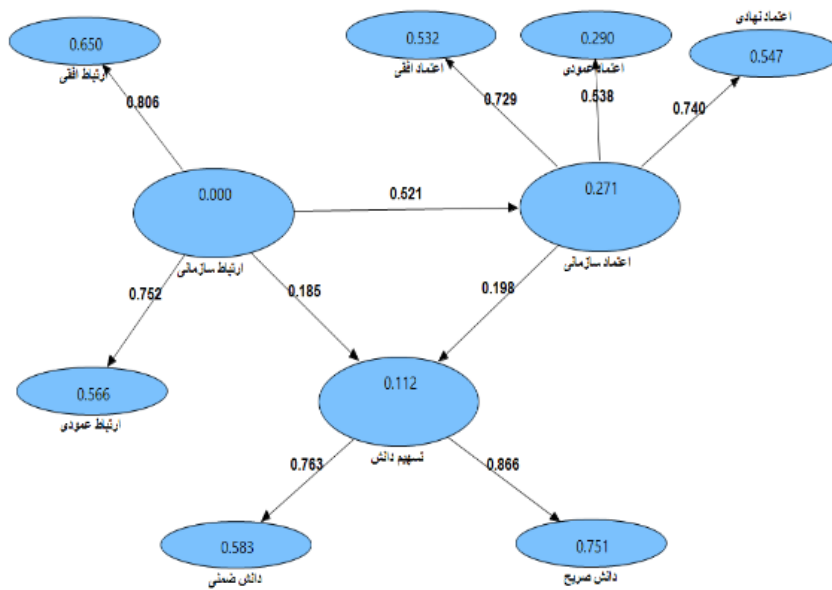 اعتماد نهادی
0.650
0.532
0.290
0.547
ارتباط افقی
اعتماد افقی
اعتماد عمودی
0.806
0.729
0.538
0.740
0.000
0.521
0.271
ارتباط سازمانی
اعتماد سازمانی
0.752
0.185
0.198
0.566
0.112
ارتباط عمودی
تسهیم دانش
0.763
0.866
0.583
0.751
دانش ضمنی
دانش صریح